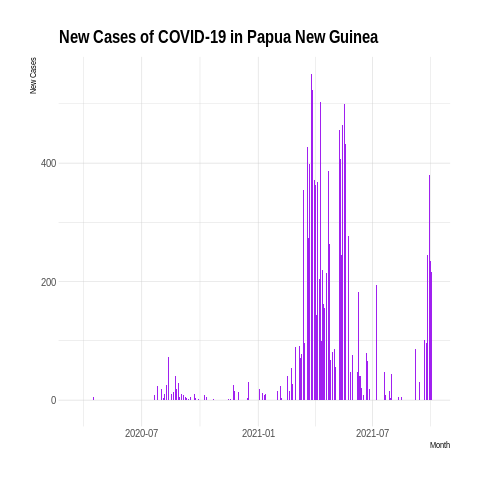 New Cases of COVID-19 in Papua New Guinea
New Cases
400
200
0
2020-07 2021-01 2021-07
Month